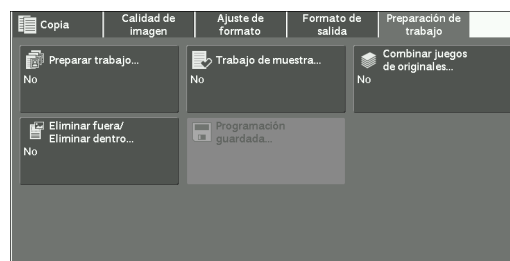 Copia
Calidad de
imagen
Ajuste de
formato
Formato de
salida
Preparación de
trabajo
Preparar trabajo...
No
Trabajo de muestra...
No
Combinar juegos
de originales...
No
Eliminar fuera/
Eliminar dentro...
No
Programación
guardada...